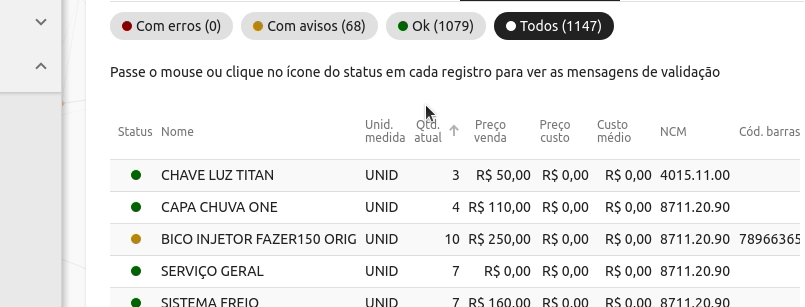 Com erros (0) Com avisos (68) Ok (1079) Todos (1147)
Passe o mouse ou clique no ícone do status em cada registro para ver as mensagens de validação
Status Nome Unid. medida Qtd. atual Preço venda Preço custo Custo médio NCM Cód. barras
CHAVE LUZ TITAN UNID 3 R$ 50,00 R$ 0,00 R$ 0,00 4015.11.00
CAPA CHUVA ONE UNID 4 R$ 110,00 R$ 0,00 R$ 0,00 8711.20.90
BICO INJETOR FAZER150 ORIG UNID 10 R$ 250,00 R$ 0,00 R$ 0,00 8711.20.90 78966365
SERVIÇO GERAL UNID 7 R$ 0,00 R$ 0,00 R$ 0,00 8711.20.90
SISTEMA FREIO UNID 7 R$ 160,00 R$ 0,00 R$ 0,00 8711.20.90